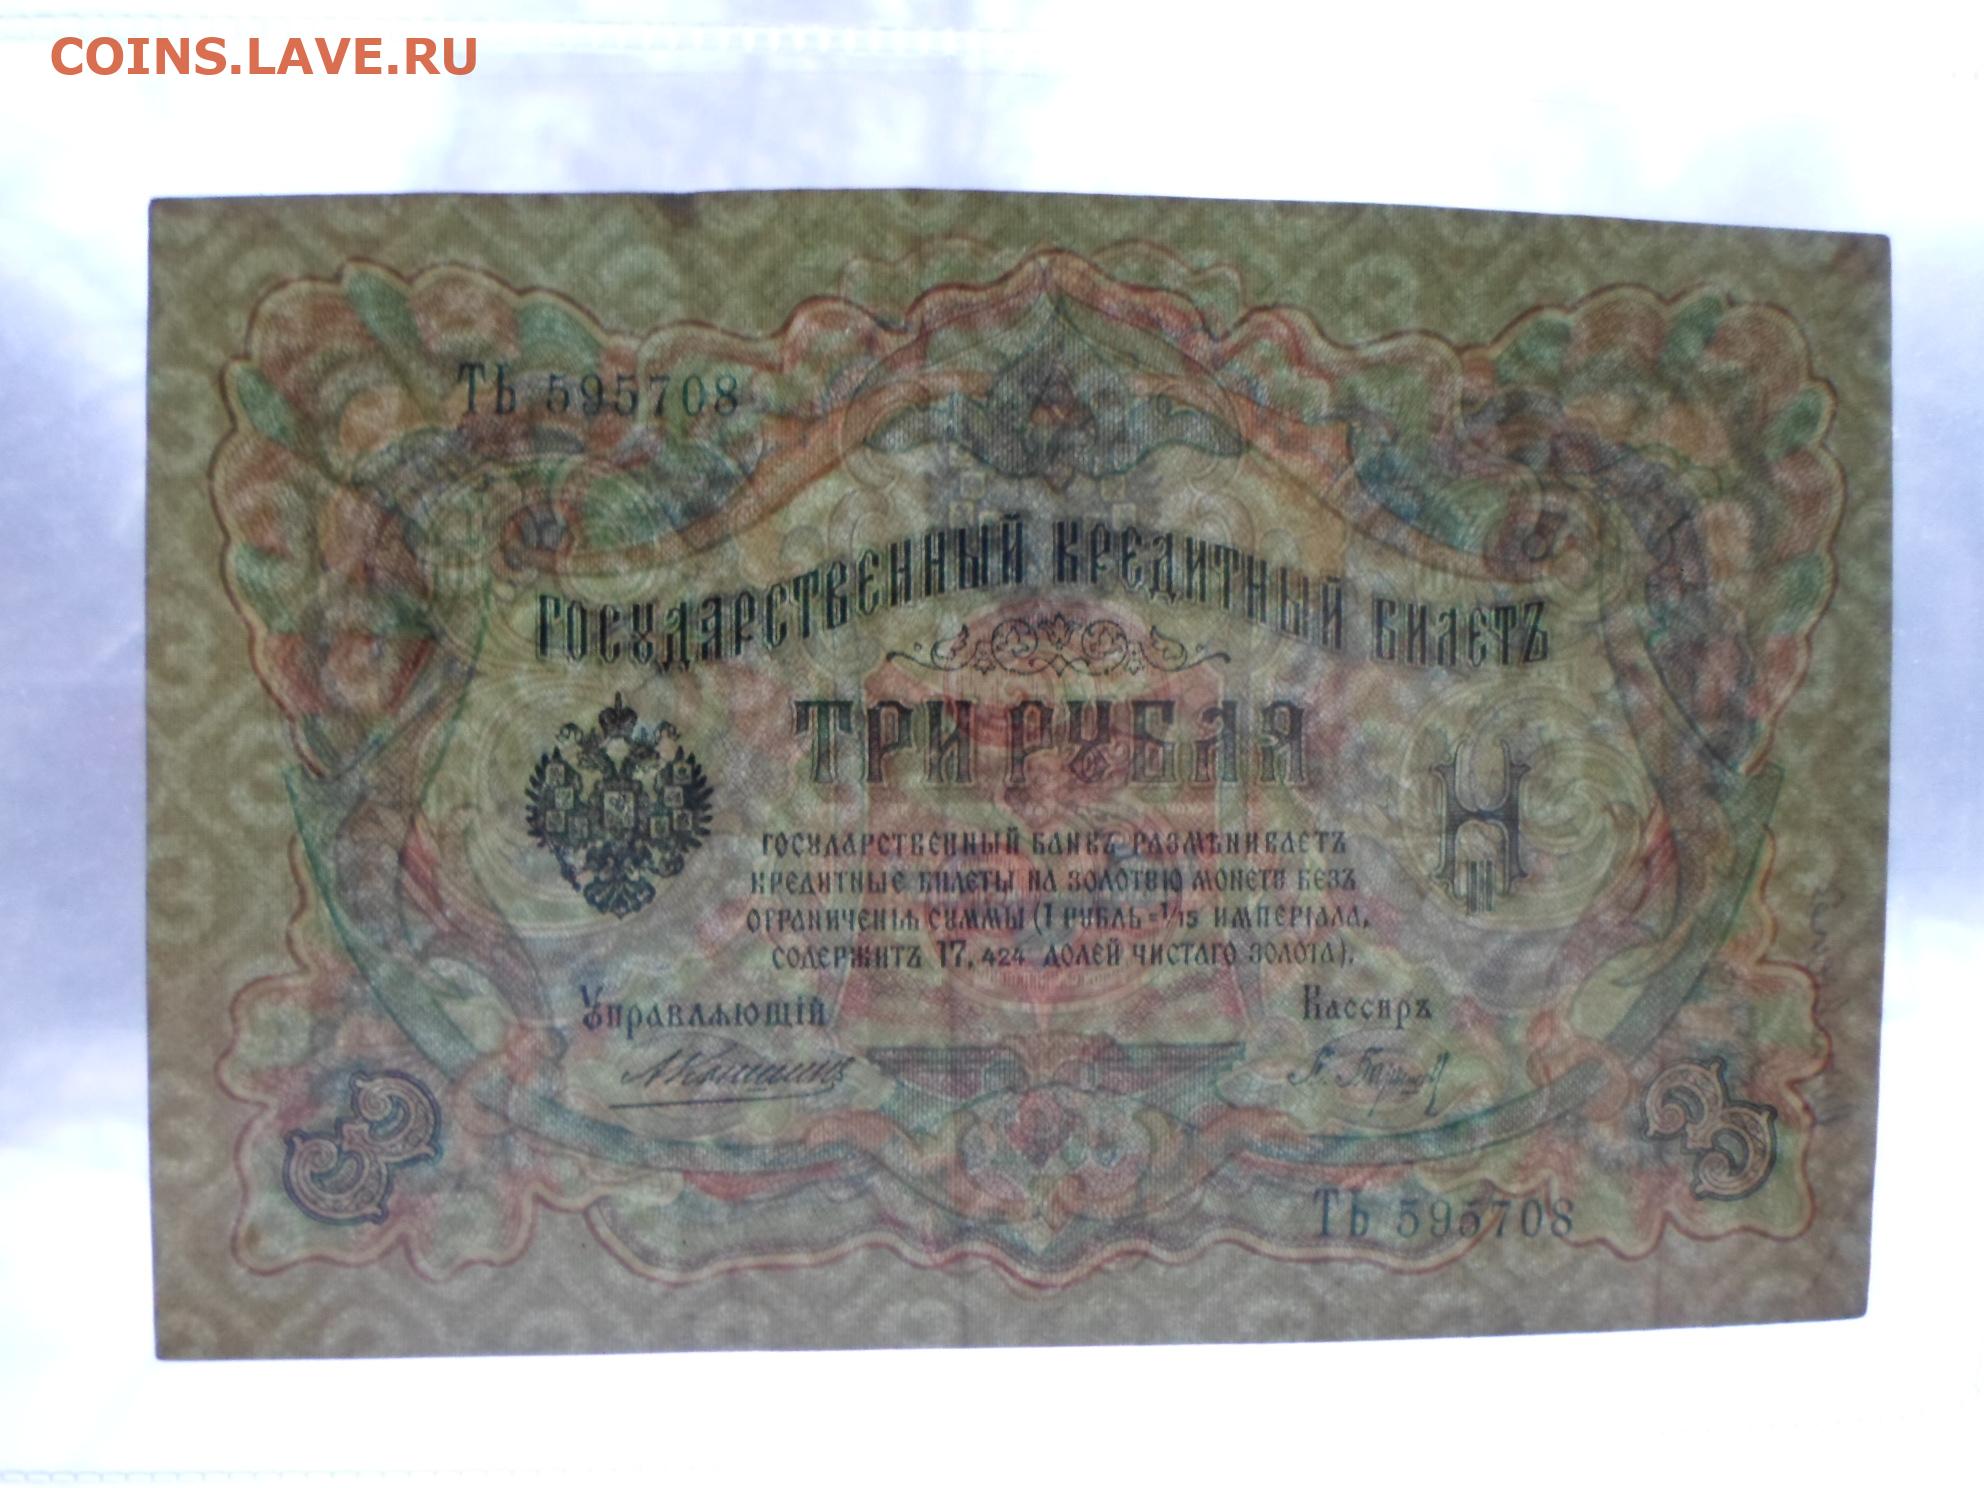 COINS.LAVE.RU
ТЬ 595708
ГОСУДАРСТВЕННЫЙ КРЕДИТНЫЙ БИЛЕТЪ
ТРИ РУБЛЯ
ГОСУДАРСТВЕННЫЙ БАНКЪ РАЗМѢНИВАЕТЪ
КРЕДИТНЫЕ БИЛЕТЫ НА ЗОЛОТУЮ МОНЕТУ БЕЗЪ
ОГРАНИЧЕНІЯ СУММЫ (1 РУБЛЬ = 1/15 ИМПЕРІАЛА,
СОДЕРЖИТЪ 17,424 ДОЛЕЙ ЧИСТАГО ЗОЛОТА).
Управляющій Кассиръ
3 3
ТЬ 595708